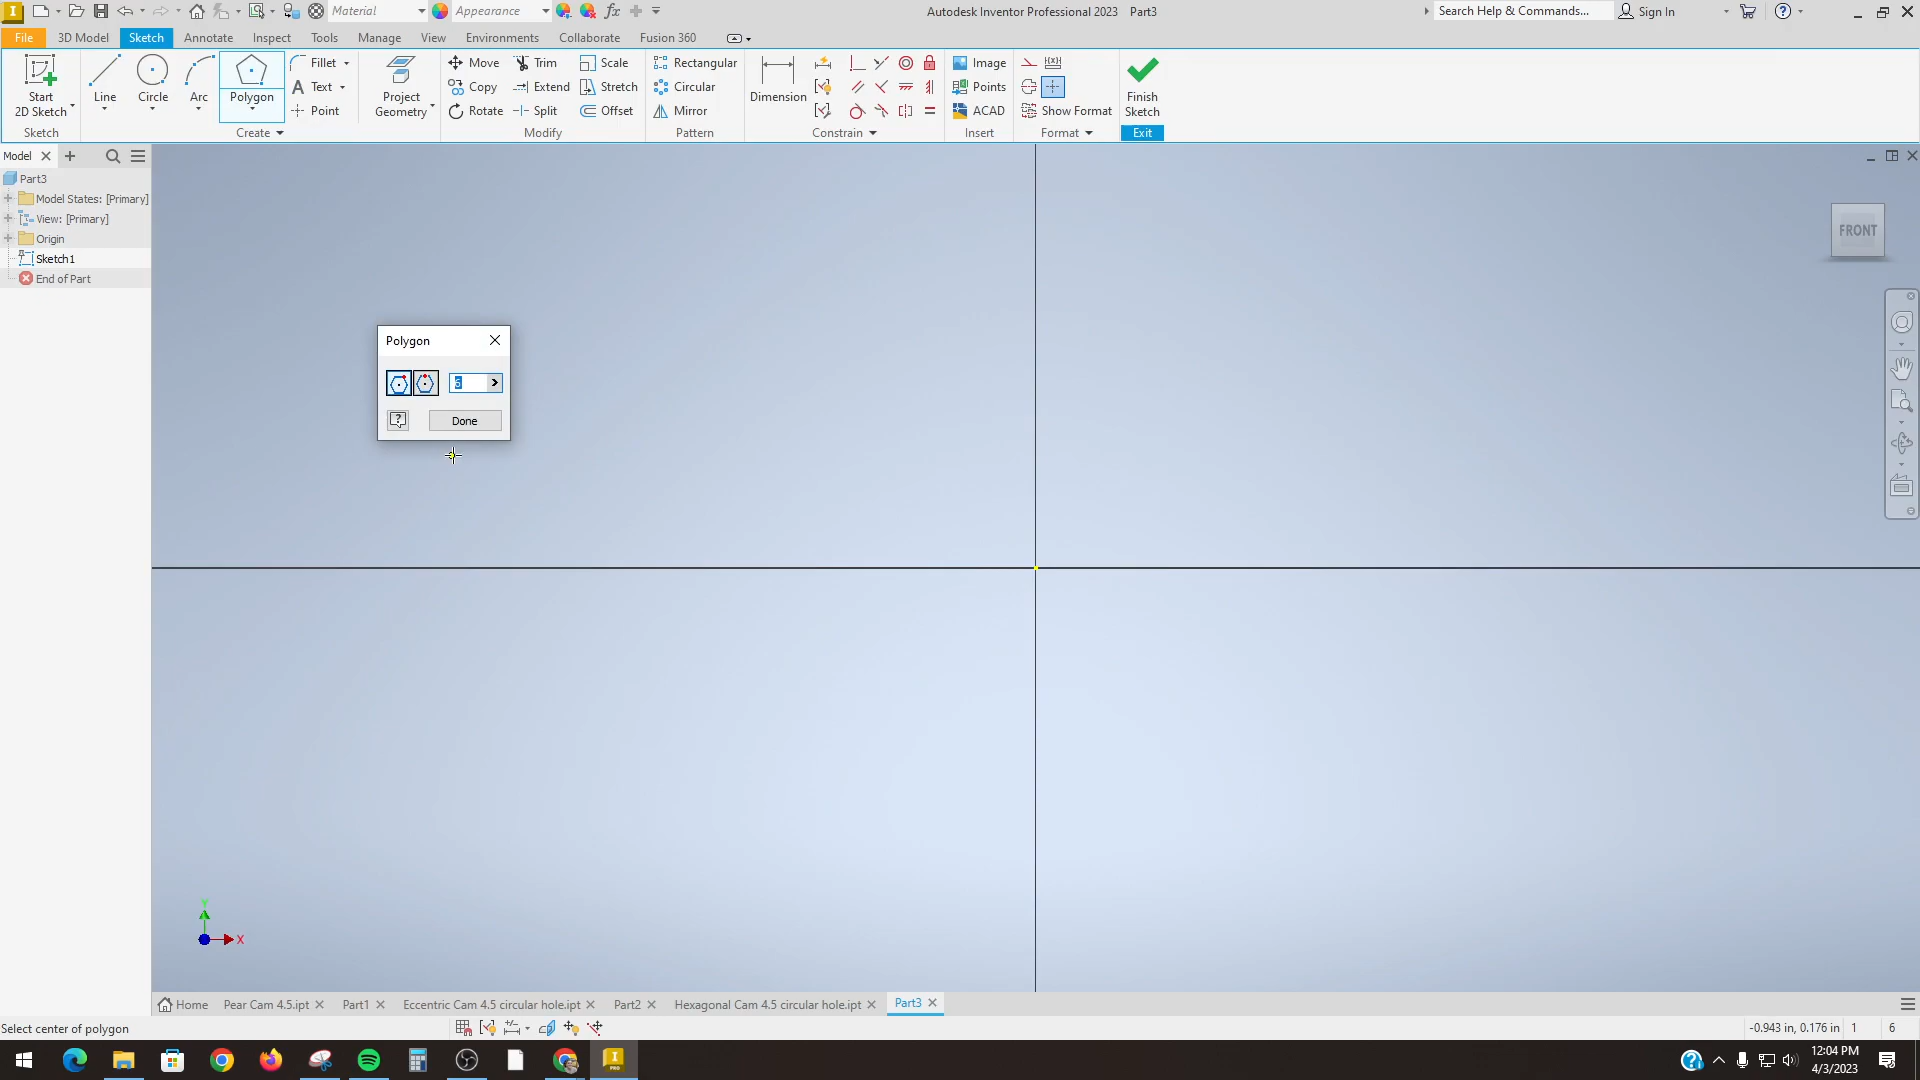 Material
Appearance
Autodesk Inventor Professional 2023 Part3
Search Help & Commands...
Sign In
File 3D Model Sketch Annotate Inspect Tools Manage View Environments Collaborate Fusion 360
Start 2D Sketch
Line
Circle
Arc
Polygon
Fillet
Text
Point
Project Geometry
Move
Trim
Scale
Copy
Extend
Stretch
Rotate
Split
Offset
Rectangular
Circular
Mirror
Dimension
Image
Points
ACAD
Show Format
Finish Sketch
Sketch Create Modify Pattern Constrain Insert Format Exit
Model
Part3
Model States: [Primary]
View: [Primary]
Origin
Sketch1
End of Part
FRONT
Polygon
6
Done
Y
X
Home Pear Cam 4.5.ipt Part1 Eccentric Cam 4.5 circular hole.ipt Part2 Hexagonal Cam 4.5 circular hole.ipt Part3
Select center of polygon
-0.943 in, 0.176 in 1 6
12:04 PM
4/3/2023